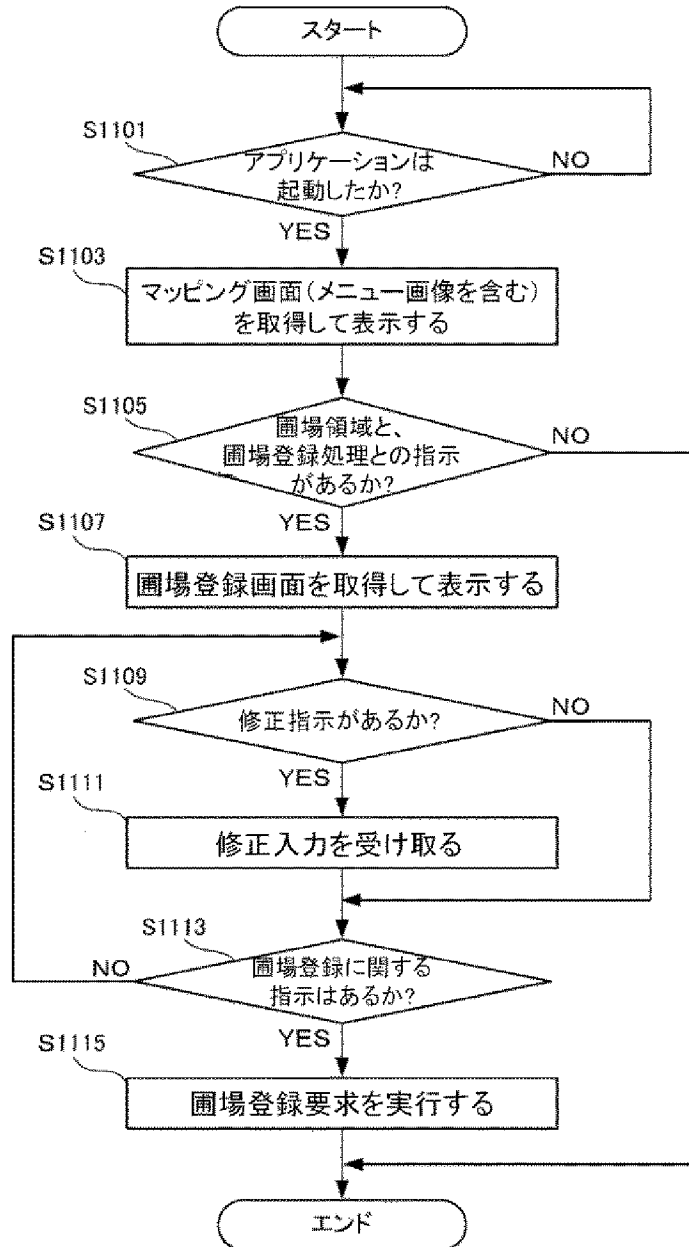 スタート
S1101
アプリケーションは
起動したか?
NO
YES
S1103
マッピング画面(メニュー画像を含む)
を取得して表示する
S1105
圃場領域と、
圃場登録処理との指示
があるか?
NO
YES
S1107
圃場登録画面を取得して表示する
S1109
修正指示があるか?
NO
YES
S1111
修正入力を受け取る
S1113
圃場登録に関する
指示はあるか?
NO
YES
S1115
圃場登録要求を実行する
エンド